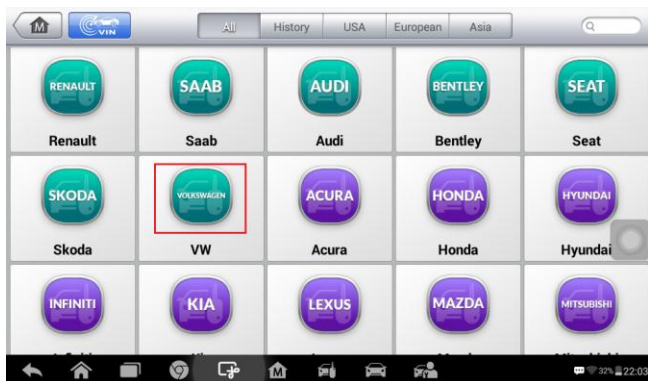 M
VIN
All
History
USA
European
Asia
RENAULT
SAAB
AUDI
BENTLEY
SEAT
Renault
Saab
Audi
Bentley
Seat
SKODA
VOLKSWAGEN
ACURA
HONDA
HYUNDAI
Skoda
VW
Acura
Honda
Hyundai
INFINITI
KIA
LEXUS
MAZDA
MITSUBISHI
M
32%
22:03